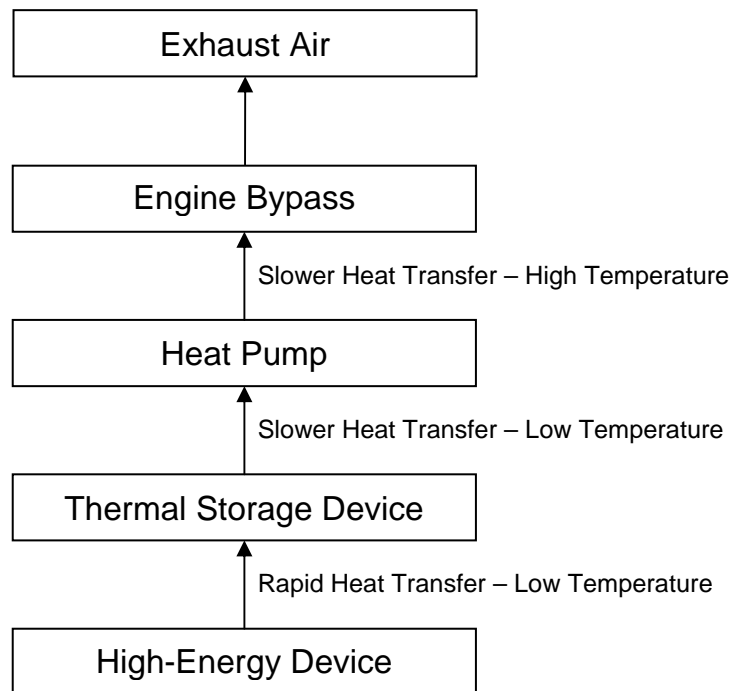 Exhaust Air
Engine Bypass
Slower Heat Transfer – High Temperature
Heat Pump
Slower Heat Transfer – Low Temperature
Thermal Storage Device
Rapid Heat Transfer – Low Temperature
High-Energy Device